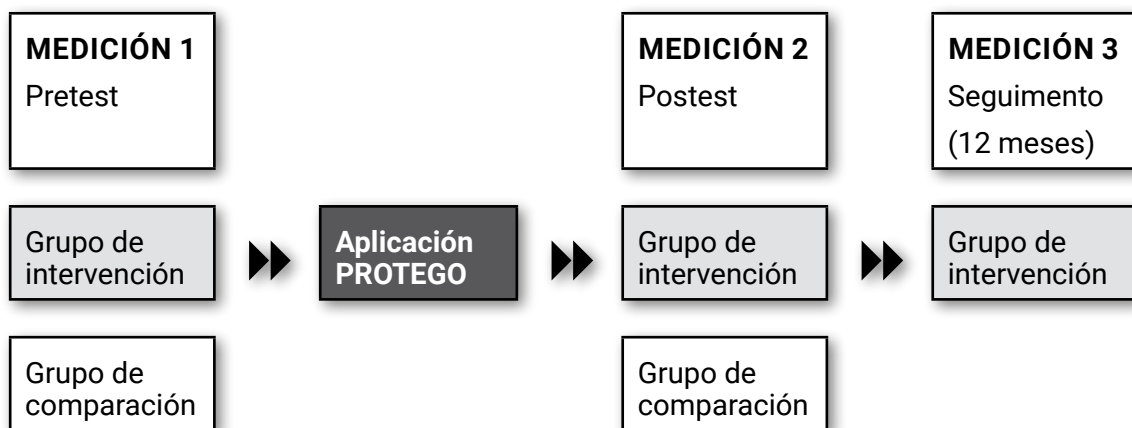 MEDICIÓN 1
Pretest
MEDICIÓN 2
Postest
MEDICIÓN 3
Seguimento
(12 meses)
Grupo de
intervención
Aplicación
PROTEGO
Grupo de
intervención
Grupo de
intervención
Grupo de
comparación
Grupo de
comparación